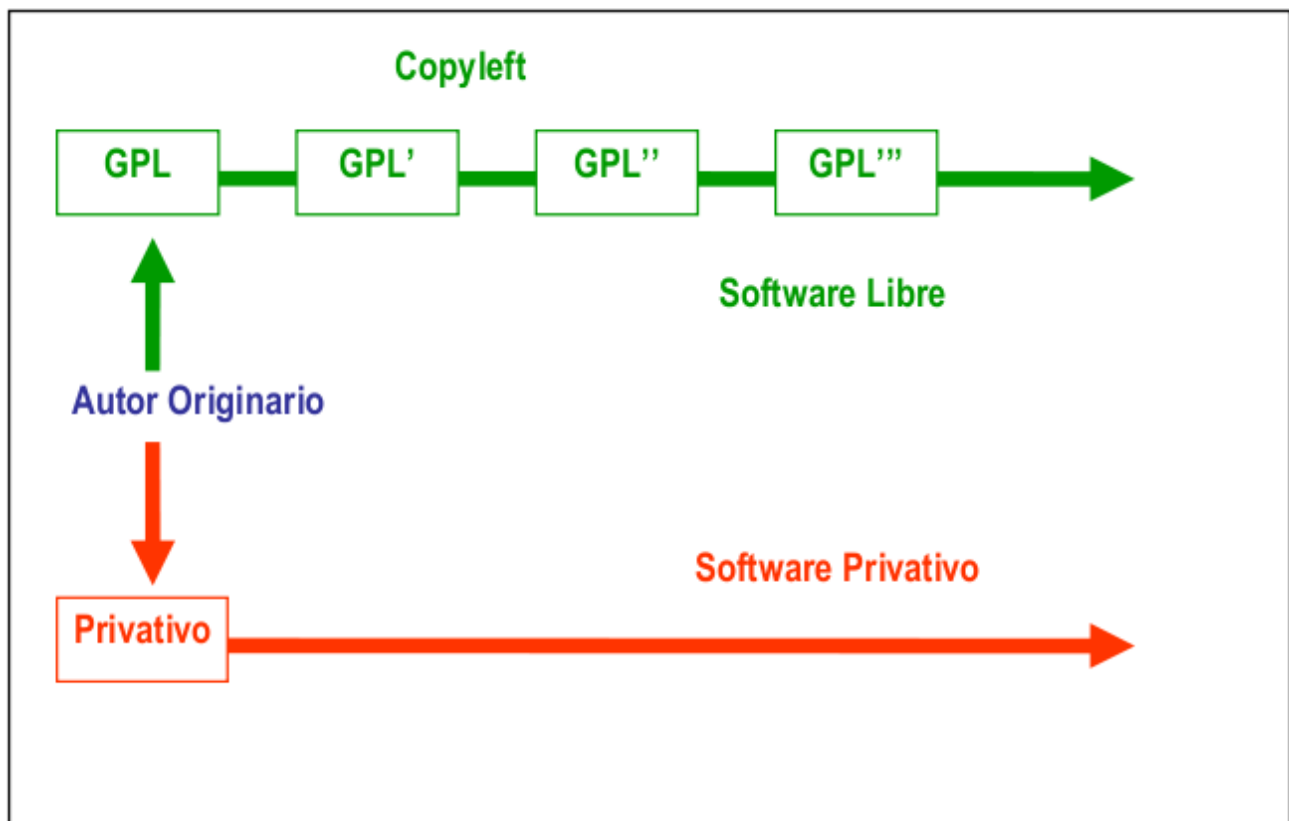 Copyleft
GPL
GPL'
GPL’’
GPL’’’
Software Libre
Autor Originario
Software Privativo
Privativo